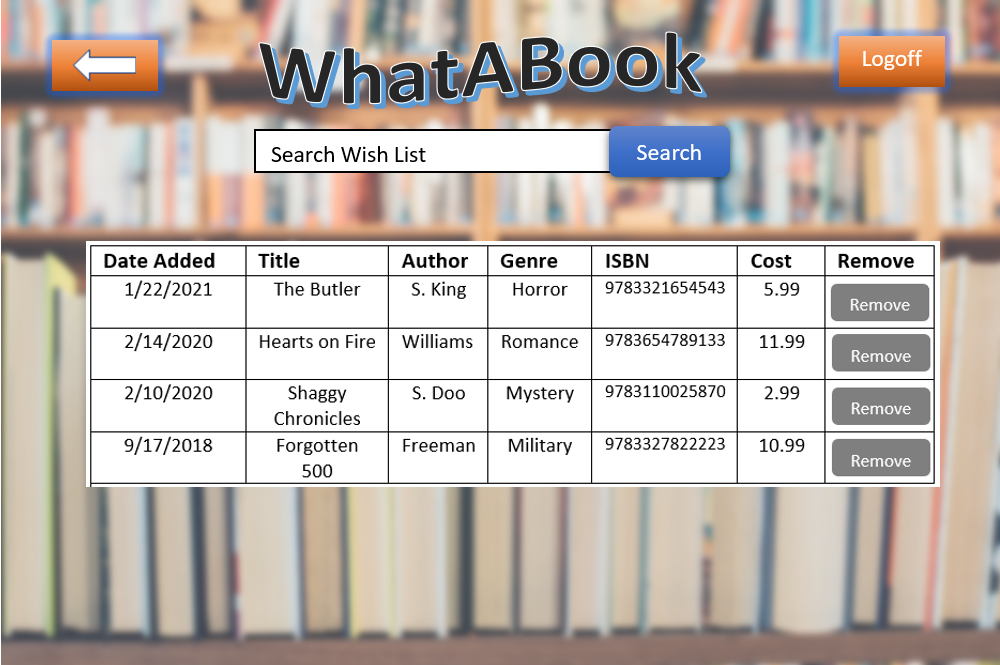 WhatABook
Logoff
Search Wish List
Search
Date Added Title Author Genre ISBN Cost Remove
1/22/2021 The Butler S. King Horror 9783321654543 5.99 Remove
2/14/2020 Hearts on Fire Williams Romance 9783654789133 11.99 Remove
2/10/2020 Shaggy S. Doo Mystery 9783110025870 2.99 Remove
Chronicles
9/17/2018 Forgotten Freeman Military 9783327822223 10.99 Remove
500